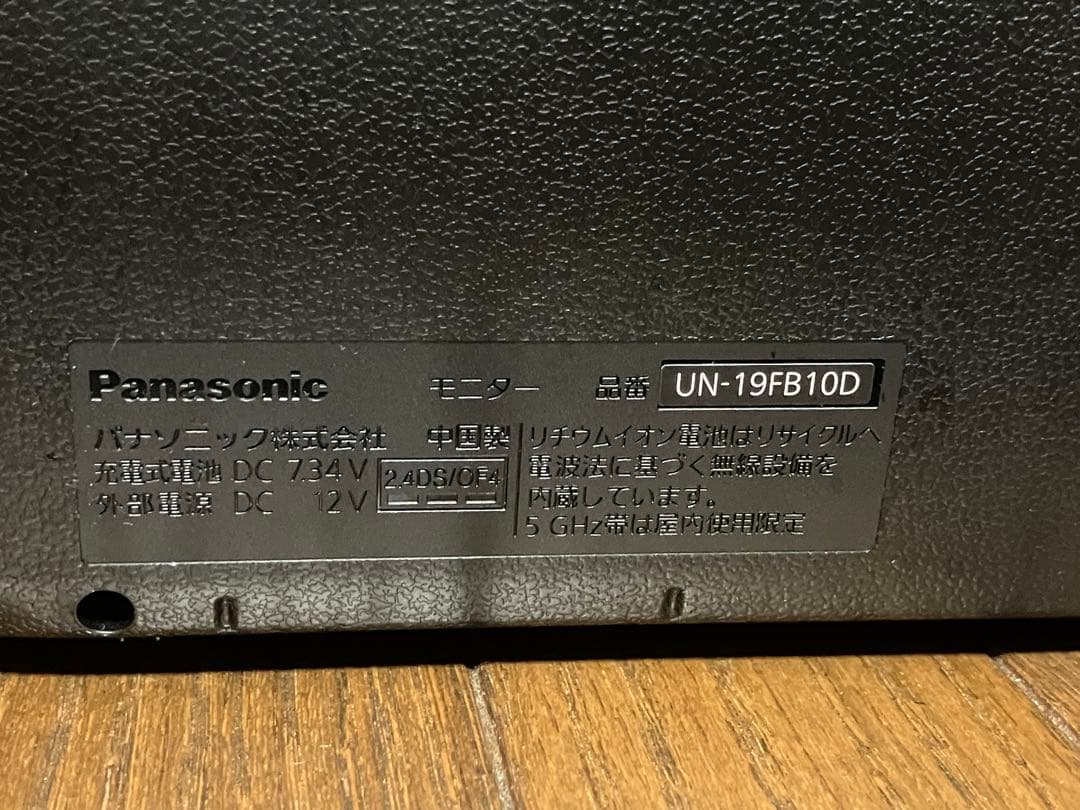 Panasonic モニター 品番 UN-19FB10D
パナソニック株式会社 中国製
充電式電池 DC 7.34V
外部電源 DC 12V
2.4DS/OF4
リチウムイオン電池はリサイクルへ
電波法に基づく無線設備を
内蔵しています。
5 GHz帯は屋内使用限定